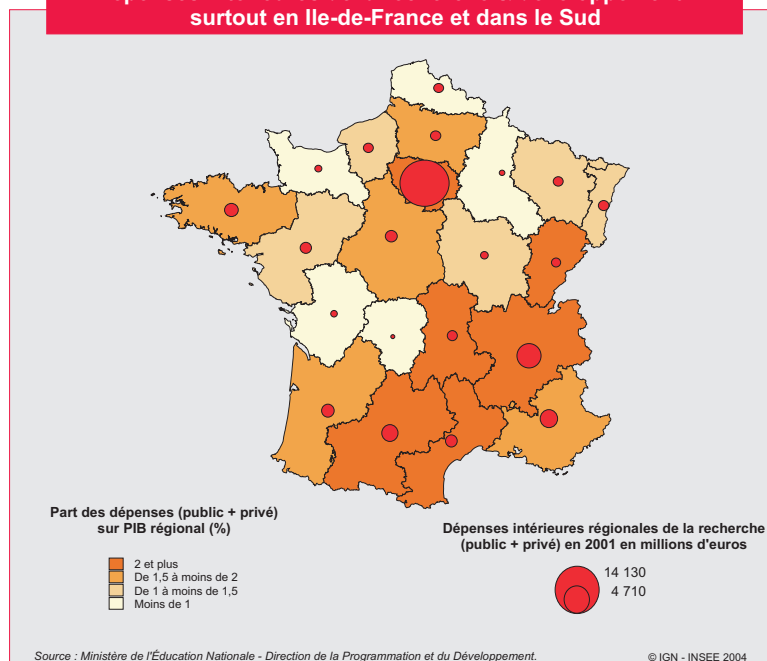 surtout en Ile-de-France et dans le Sud
Part des dépenses (public + privé)
sur PIB régional (%)
2 et plus
De 1,5 à moins de 2
De 1 à moins de 1,5
Moins de 1
Dépenses intérieures régionales de la recherche
(public + privé) en 2001 en millions d'euros
14 130
4 710
Source : Ministère de l'Éducation Nationale - Direction de la Programmation et du Développement.
© IGN - INSEE 2004